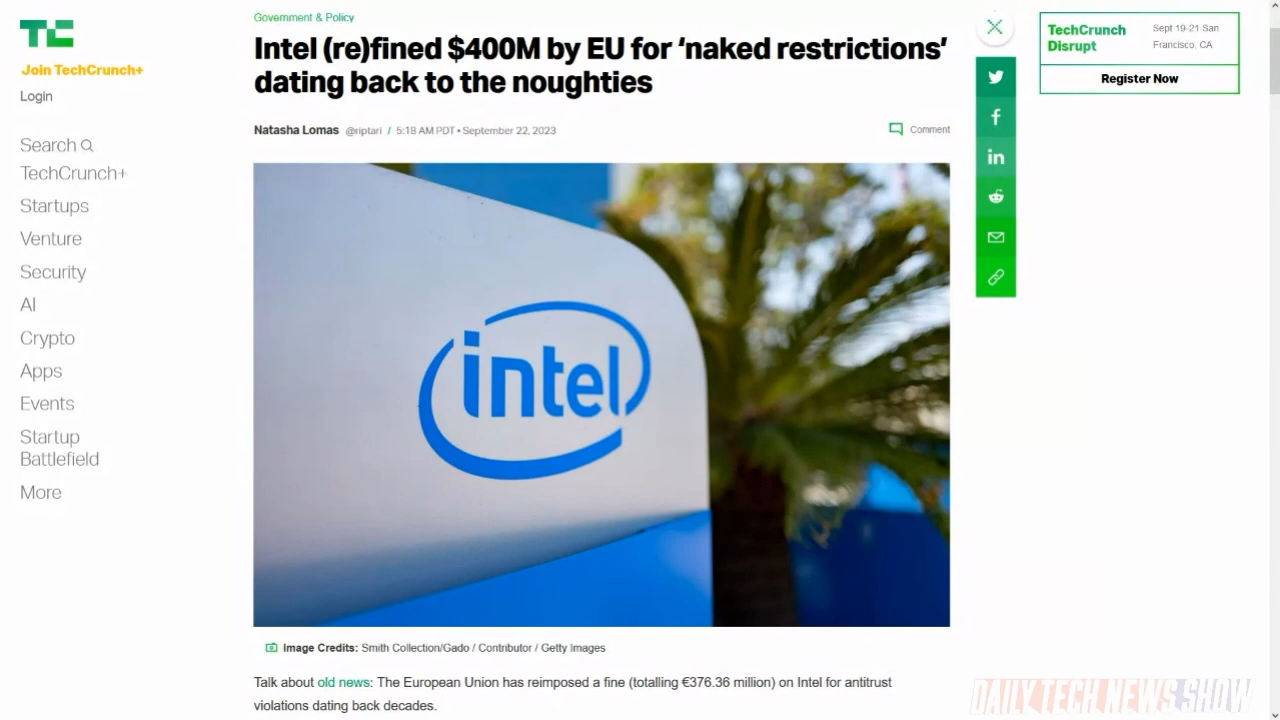 TC
Join TechCrunch+
Login
Search
TechCrunch+
Startups
Venture
Security
AI
Crypto
Apps
Events
Startup
Battlefield
More
Government & Policy
Intel (re)fined $400M by EU for ‘naked restrictions’
dating back to the noughties
Natasha Lomas @riptari / 5:18 AM PDT • September 22, 2023
Comment
intel
Image Credits: Smith Collection/Gado / Contributor / Getty Images
Talk about old news: The European Union has reimposed a fine (totalling €376.36 million) on Intel for antitrust
violations dating back decades.
TechCrunch
Disrupt
Sept 19-21 San
Francisco, CA
Register Now
DAILY TECH NEWS SHOW